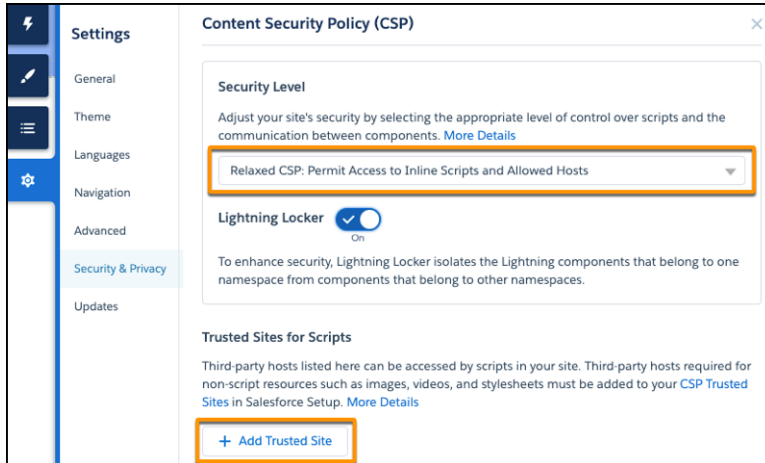 Settings
General
Theme
Languages
Navigation
Advanced
Security & Privacy
Updates
Content Security Policy (CSP)
Security Level
Adjust your site's security by selecting the appropriate level of control over scripts and the
communication between components. More Details
Relaxed CSP: Permit Access to Inline Scripts and Allowed Hosts
Lightning Locker
On
To enhance security, Lightning Locker isolates the Lightning components that belong to one
namespace from components that belong to other namespaces.
Trusted Sites for Scripts
Third-party hosts listed here can be accessed by scripts in your site. Third-party hosts required for
non-script resources such as images, videos, and stylesheets must be added to your CSP Trusted
Sites in Salesforce Setup. More Details
+ Add Trusted Site